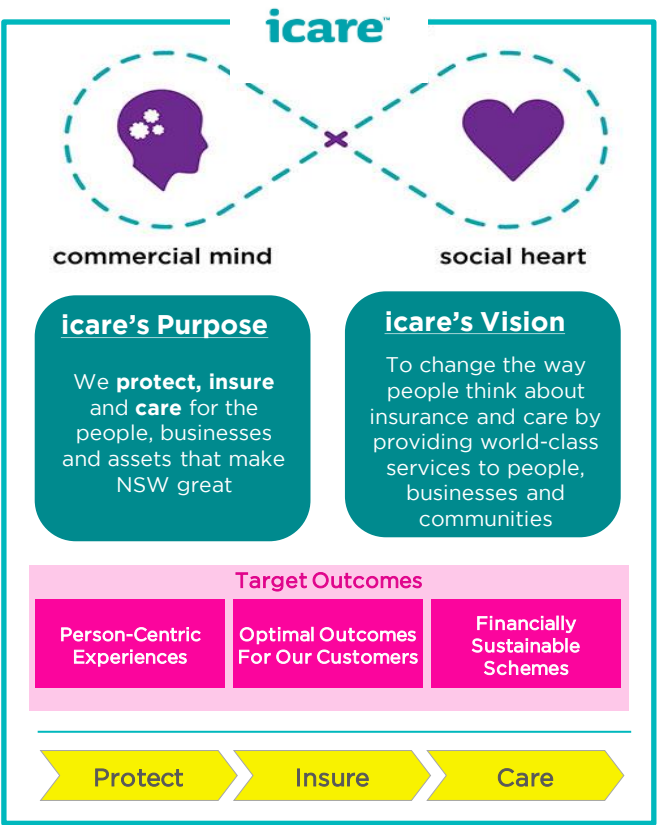 icare™
commercial mind
social heart
icare's Purpose
We protect, insure
and care for the
people, businesses
and assets that make
NSW great
icare's Vision
To change the way
people think about
insurance and care by
providing world-class
services to people,
businesses and
communities
Target Outcomes
Person-Centric
Experiences
Optimal Outcomes
For Our Customers
Financially
Sustainable
Schemes
Protect
Insure
Care